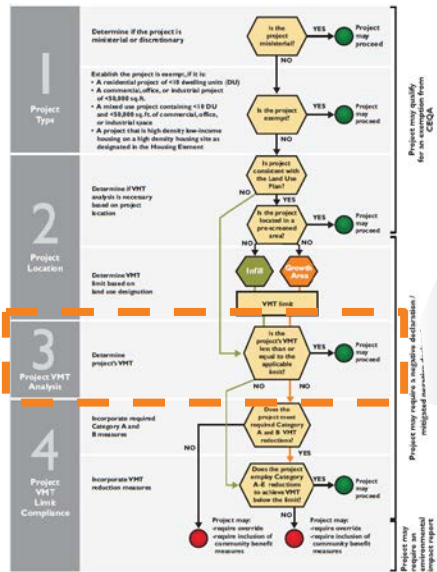 1
Project
Type
Determine if the project is
ministerial or discretionary
Is the
project
ministerial?
YES
Project
may
proceed
NO
Establish the project is exempt, if it is:
• A residential project of <10 dwelling units (DU)
• A commercial, office, or industrial project
of <50,000 sq. ft.
• A mixed use project containing <10 DU
and <50,000 sq. ft. of commercial, office,
or industrial space
• A project that is high density low-income
housing on a high density housing site as
designated in the Housing Element
Is the project
exempt?
YES
Project
may
proceed
NO
Project may qualify
for an exemption from
CEQA
2
Project
Location
Determine if VMT
analysis is necessary
based on project
location
Is project
consistent with
the Land Use
Plan?
NO
YES
Is the project
located in a
pre-screened
area?
YES
Project
may
proceed
NO
NO
Determine VMT
limit based on
land use designation
Infill
Growth
Area
VMT limit
3
Project VMT
Analysis
Determine
project's VMT
Is the
project's VMT
less than or
equal to the
applicable
limit?
YES
Project
may
proceed
NO
NO
Project may require a negative declaration /
mitigated negative
4
Project
VMT
Limit
Compliance
Incorporate required
Category A and
B measures
Does the
project meet
required Category
A and B VMT
reductions?
NO
YES
Incorporate VMT
reduction measures
Does the project
employ Category
A-E reductions
to achieve VMT
below the limit?
YES
Project
may
proceed
NO
Project may:
-require override
-require inclusion of
community benefit
measures
Project may:
-require override
-require inclusion of
community benefit
measures
Project may
require an
environmental
impact report